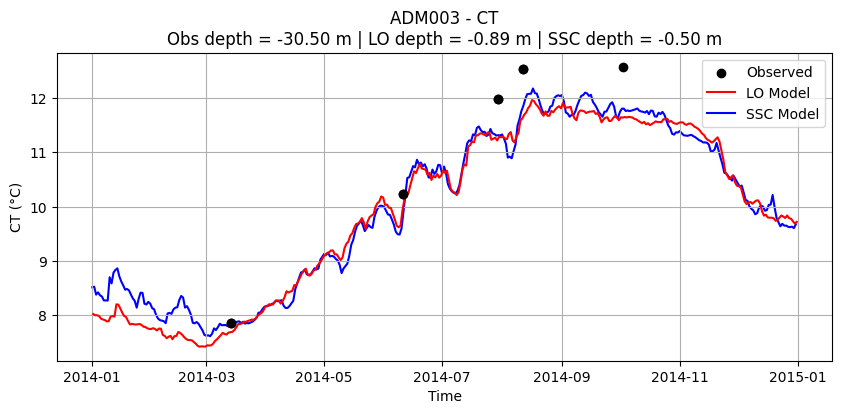 ADM003 - CT
Obs depth = -30.50 m | LO depth = -0.89 m | SSC depth = -0.50 m
Observed
LO Model
SSC Model
12
11
10
9
8
CT (°C)
2014-01 2014-03 2014-05 2014-07 2014-09 2014-11 2015-01
Time